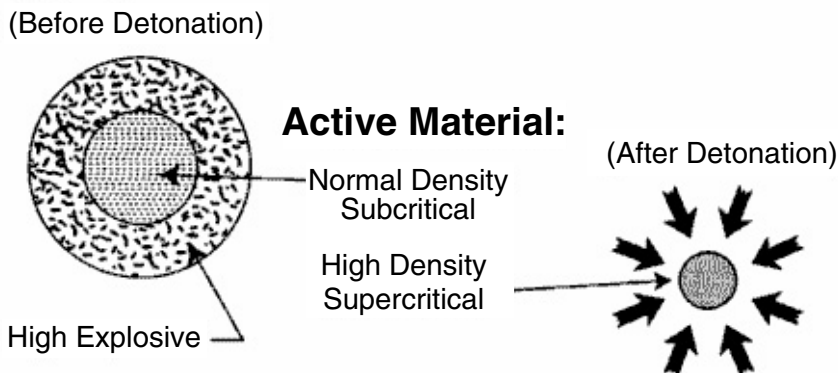 (Before Detonation)
Active Material:
(After Detonation)
Normal Density
Subcritical
High Density
Supercritical
High Explosive